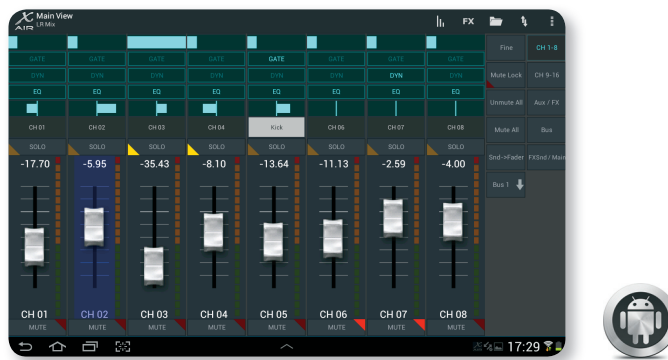 X AIR Main View
LR Mix
FX
GATE GATE GATE GATE GATE GATE GATE Fine CH 1-8
DYN DYN DYN DYN DYN DYN DYN DYN Mute Lock CH 9-16
EQ EQ EQ EQ EQ EQ EQ EQ
Unmute All Aux / FX
CH 01 CH 02 CH 03 CH 04 Kick CH 06 CH 07 CH 08 Mute All Bus
SOLO SOLO SOLO SOLO SOLO SOLO SOLO SOLO
-17.70 -5.95 -35.43 -8.10 -13.64 -11.13 -2.59 -4.00 Snd->Fader FXSnd / Main
Bus 1
CH 01 CH 02 CH 03 CH 04 CH 05 CH 06 CH 07 CH 08
MUTE MUTE MUTE MUTE MUTE MUTE MUTE MUTE
17:29